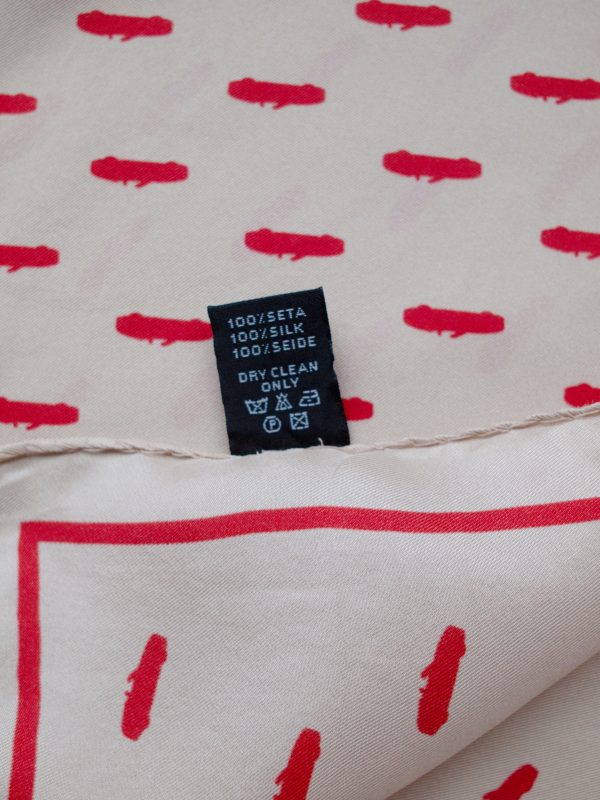 100%SETA
100%SILK
100%SEIDE
DRY CLEAN
ONLY
P